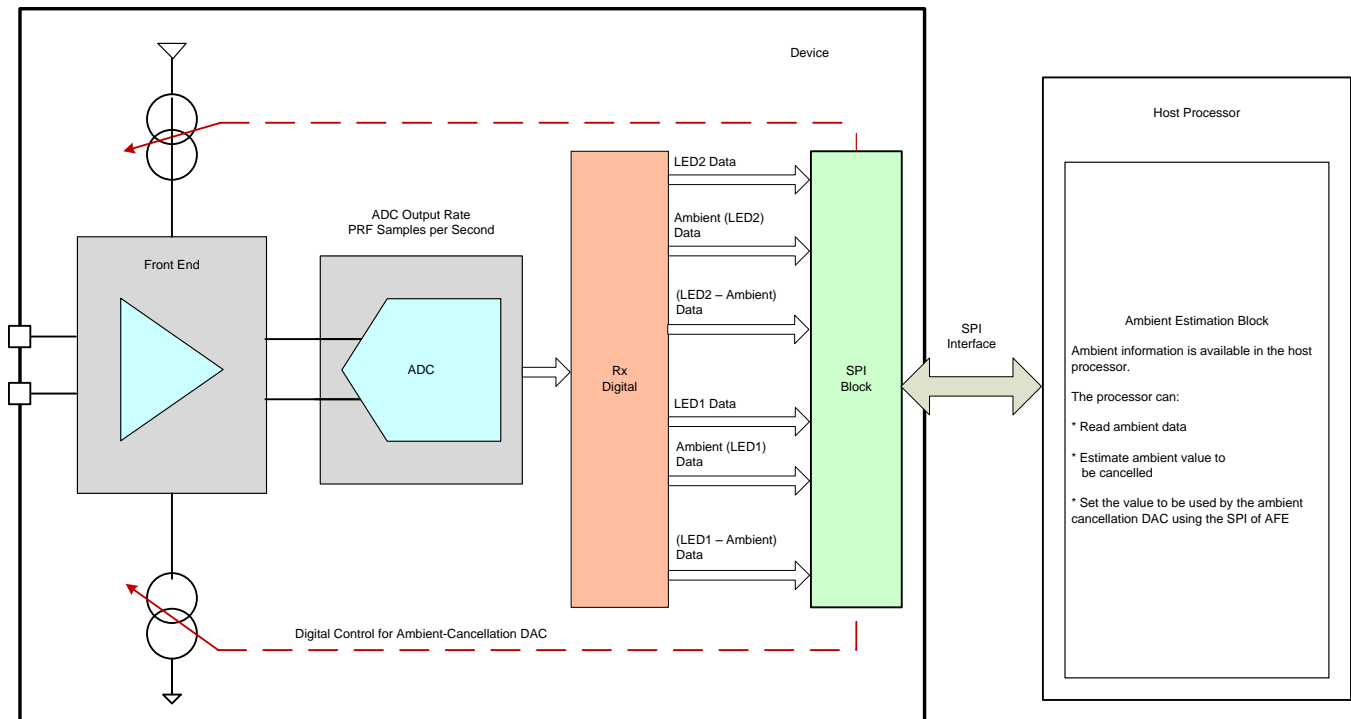 Device
Host Processor
LED2 Data
ADC Output Rate
PRF Samples per Second
Ambient (LED2)
Data
Front End
(LED2 – Ambient)
Data
ADC
Rx
Digital
SPI
Block
SPI
Interface
LED1 Data
Ambient (LED1)
Data
(LED1 – Ambient)
Data
Digital Control for Ambient-Cancellation DAC
Ambient Estimation Block
Ambient information is available in the host
processor.
The processor can:
* Read ambient data
* Estimate ambient value to
be cancelled
* Set the value to be used by the ambient
cancellation DAC using the SPI of AFE